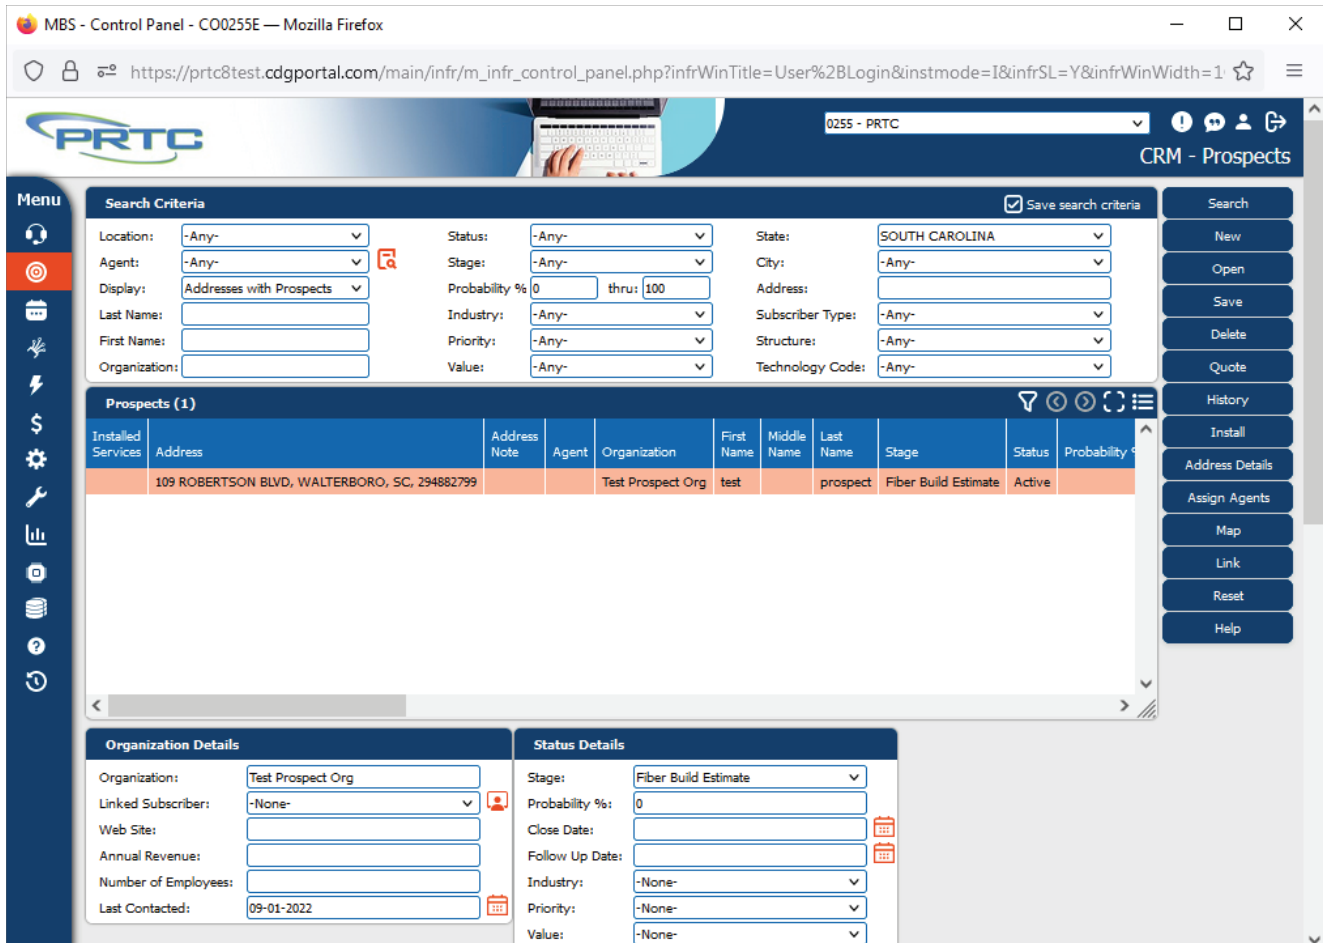 MBS - Control Panel - CO0255E — Mozilla Firefox
https://prtc8test.cdgportal.com/main/infr/m_infr_control_panel.php?infrWinTitle=User%2BLogin&instmode=I&infrSL=Y&infrWinWidth=1
PRTC
0255 - PRTC
CRM - Prospects
Menu
Search Criteria
Save search criteria
Location: -Any- Status: -Any- State: SOUTH CAROLINA
Agent: -Any- Stage: -Any- City: -Any-
Display: Addresses with Prospects Probability % 0 thru: 100 Address:
Last Name: Industry: -Any- Subscriber Type: -Any-
First Name: Priority: -Any- Structure: -Any-
Organization: Value: -Any- Technology Code: -Any-
Search
New
Open
Save
Delete
Quote
History
Install
Address Details
Assign Agents
Map
Link
Reset
Help
Prospects (1)
Installed Services Address Address Note Agent Organization First Name Middle Name Last Name Stage Status Probability
109 ROBERTSON BLVD, WALTERBORO, SC, 294882799 Test Prospect Org test prospect Fiber Build Estimate Active
Organization Details
Organization: Test Prospect Org
Linked Subscriber: -None-
Web Site:
Annual Revenue:
Number of Employees:
Last Contacted: 09-01-2022
Status Details
Stage: Fiber Build Estimate
Probability %: 0
Close Date:
Follow Up Date:
Industry: -None-
Priority: -None-
Value: -None-